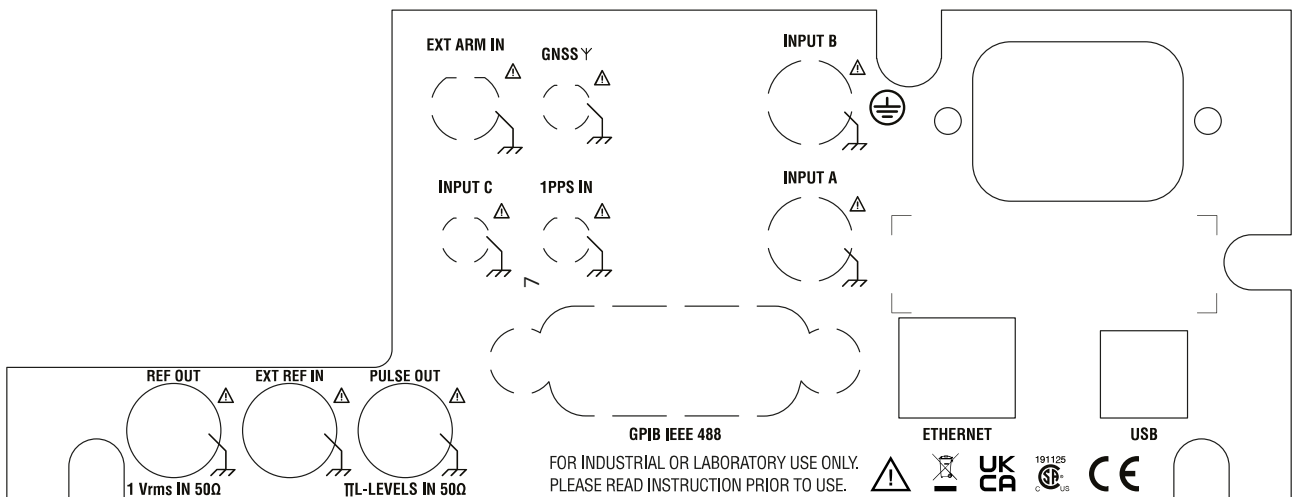 EXT ARM IN
GNSS
INPUT B
INPUT C
1PPS IN
INPUT A
REF OUT
EXT REF IN
PULSE OUT
1 Vrms IN 50Ω
TTL-LEVELS IN 50Ω
GPIB IEEE 488
ETHERNET
USB
FOR INDUSTRIAL OR LABORATORY USE ONLY.
PLEASE READ INSTRUCTION PRIOR TO USE.
UK
CA
191125
C SA® US
CE